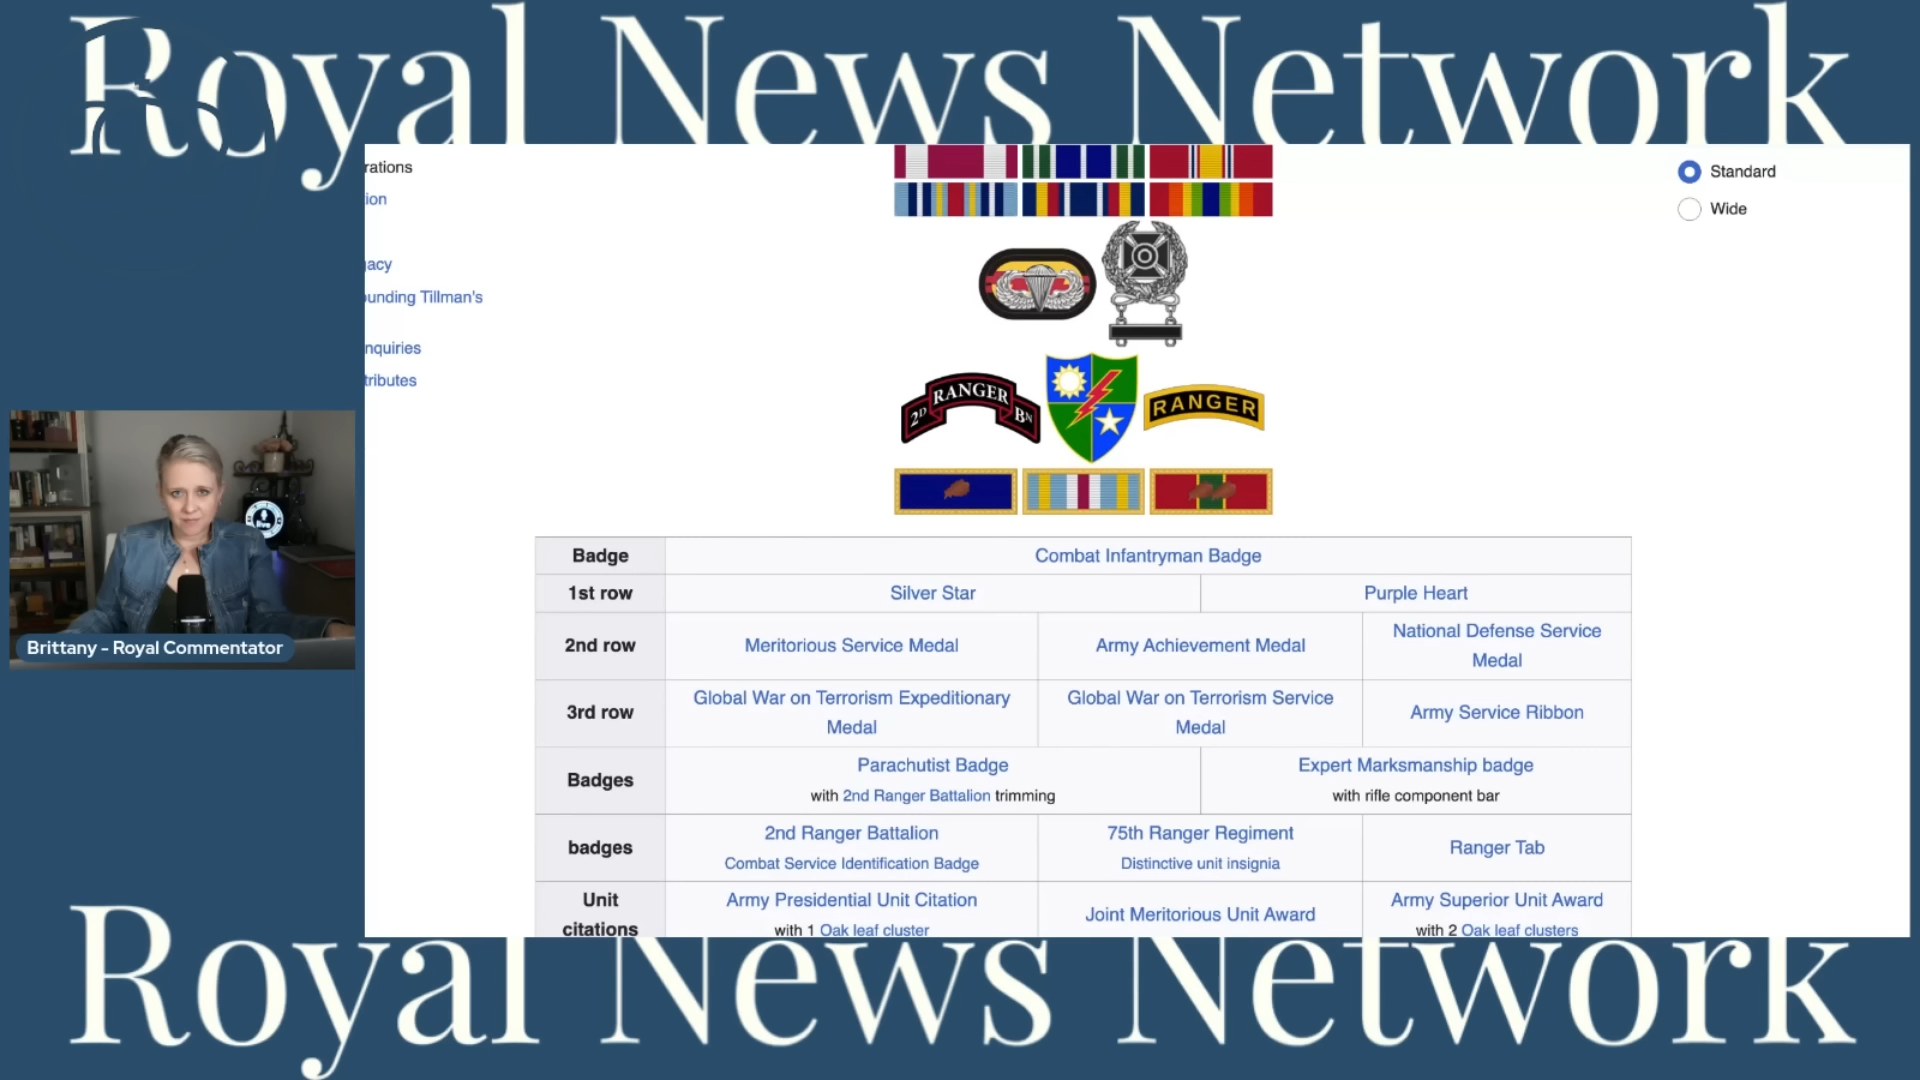 Royal News Network
rations
ion
gacy
ounding Tillman's
nquiries
tributes
Standard
Wide
2D RANGER BN
RANGER
Badge Combat Infantryman Badge
1st row Silver Star Purple Heart
2nd row Meritorious Service Medal Army Achievement Medal National Defense Service
Medal
3rd row Global War on Terrorism Expeditionary
Medal Global War on Terrorism Service
Medal Army Service Ribbon
Badges Parachutist Badge
with 2nd Ranger Battalion trimming Expert Marksmanship badge
with rifle component bar
badges 2nd Ranger Battalion
Combat Service Identification Badge 75th Ranger Regiment
Distinctive unit insignia Ranger Tab
Unit
citations Army Presidential Unit Citation
with 1 Oak leaf cluster Joint Meritorious Unit Award Army Superior Unit Award
with 2 Oak leaf clusters
live
Brittany - Royal Commentator
Royal News Network